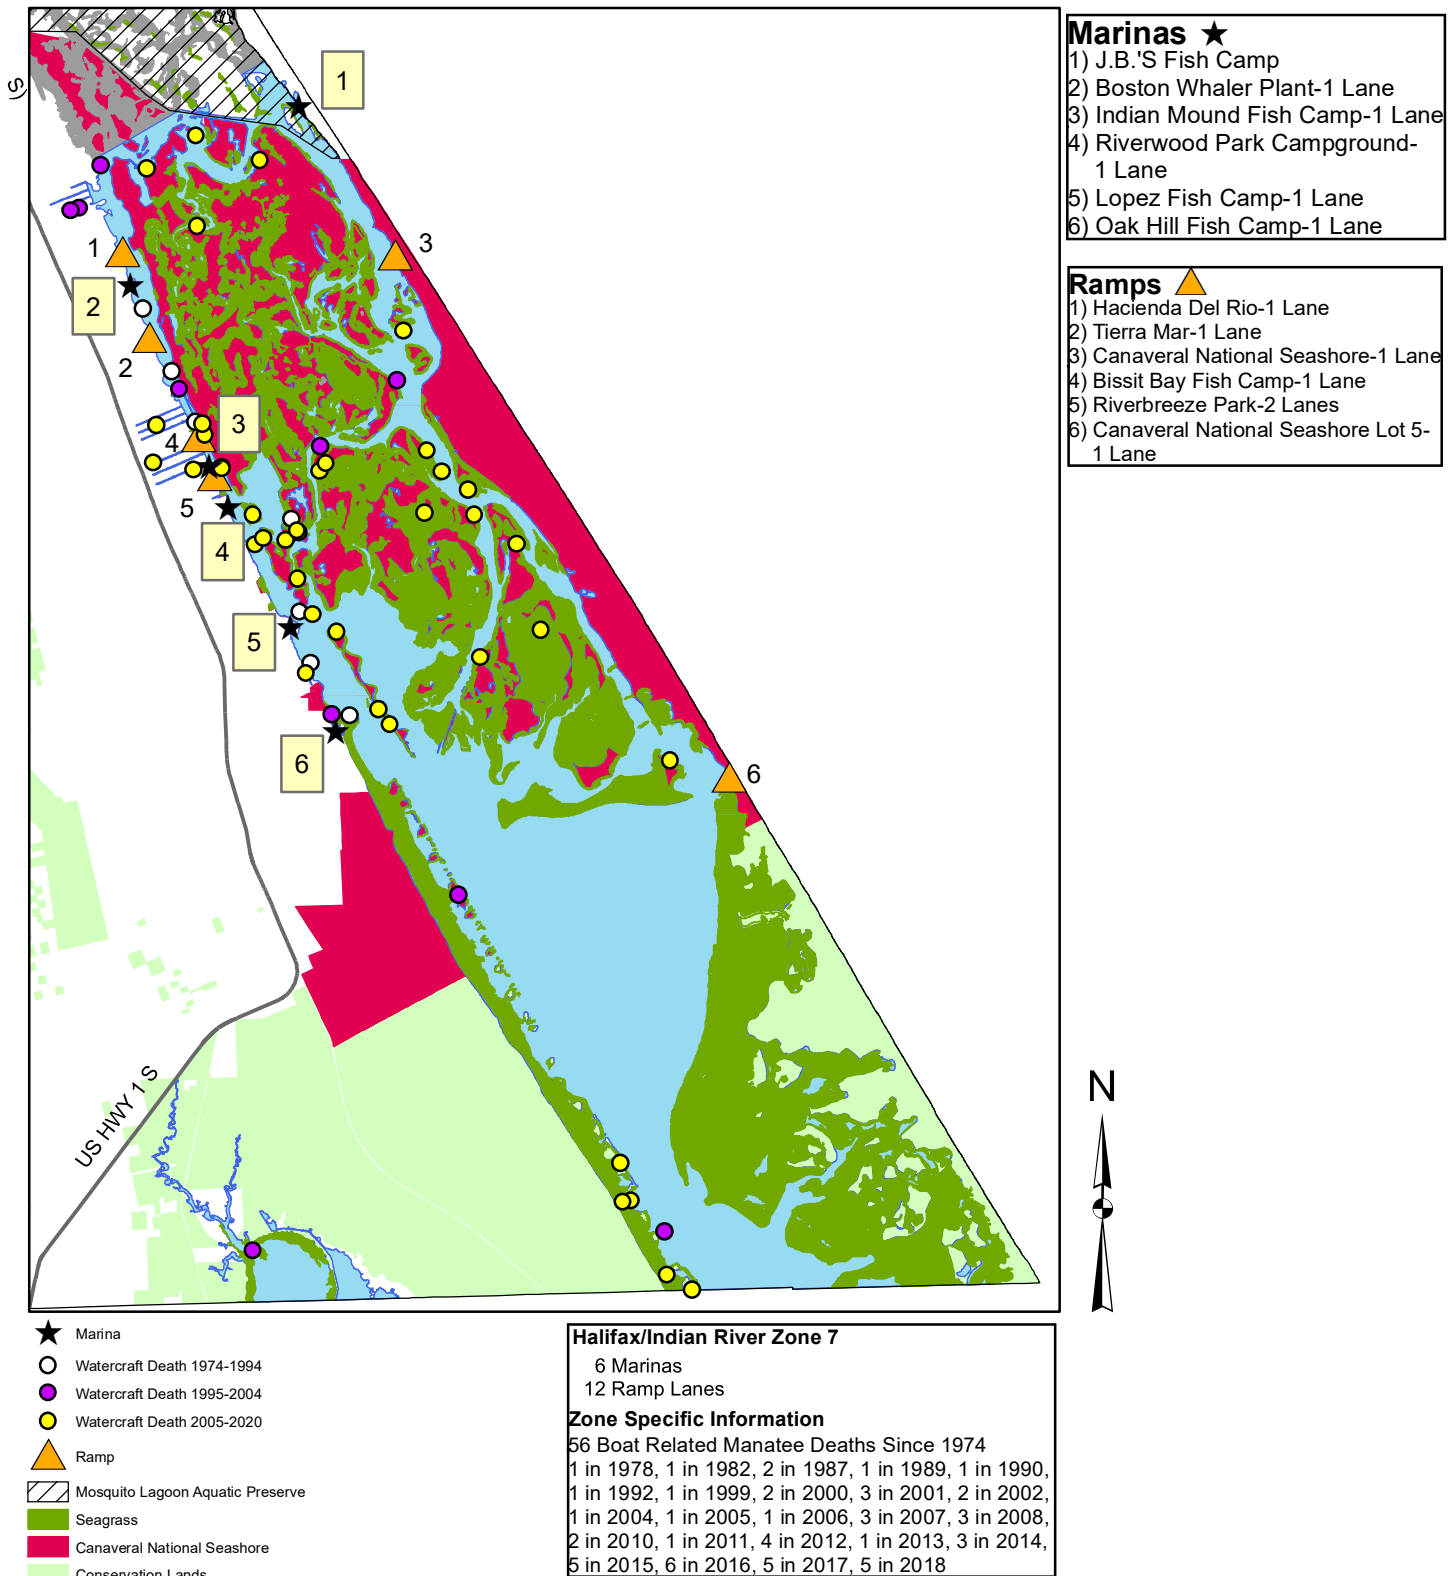 Marinas
1) J.B.'S Fish Camp
2) Boston Whaler Plant-1 Lane
3) Indian Mound Fish Camp-1 Lane
4) Riverwood Park Campground-
1 Lane
5) Lopez Fish Camp-1 Lane
6) Oak Hill Fish Camp-1 Lane
Ramps
1) Hacienda Del Rio-1 Lane
2) Tierra Mar-1 Lane
3) Canaveral National Seashore-1 Lane
4) Bissit Bay Fish Camp-1 Lane
5) Riverbreeze Park-2 Lanes
6) Canaveral National Seashore Lot 5-
1 Lane
S)
1
1
3
2
2
3
4
5
4
5
6
6
US HWY 1 S
N
Marina
Watercraft Death 1974-1994
Watercraft Death 1995-2004
Watercraft Death 2005-2020
Ramp
Mosquito Lagoon Aquatic Preserve
Seagrass
Canaveral National Seashore
Conservation Lands
Halifax/Indian River Zone 7
6 Marinas
12 Ramp Lanes
Zone Specific Information
56 Boat Related Manatee Deaths Since 1974
1 in 1978, 1 in 1982, 2 in 1987, 1 in 1989, 1 in 1990,
1 in 1992, 1 in 1999, 2 in 2000, 3 in 2001, 2 in 2002,
1 in 2004, 1 in 2005, 1 in 2006, 3 in 2007, 3 in 2008,
2 in 2010, 1 in 2011, 4 in 2012, 1 in 2013, 3 in 2014,
5 in 2015, 6 in 2016, 5 in 2017, 5 in 2018